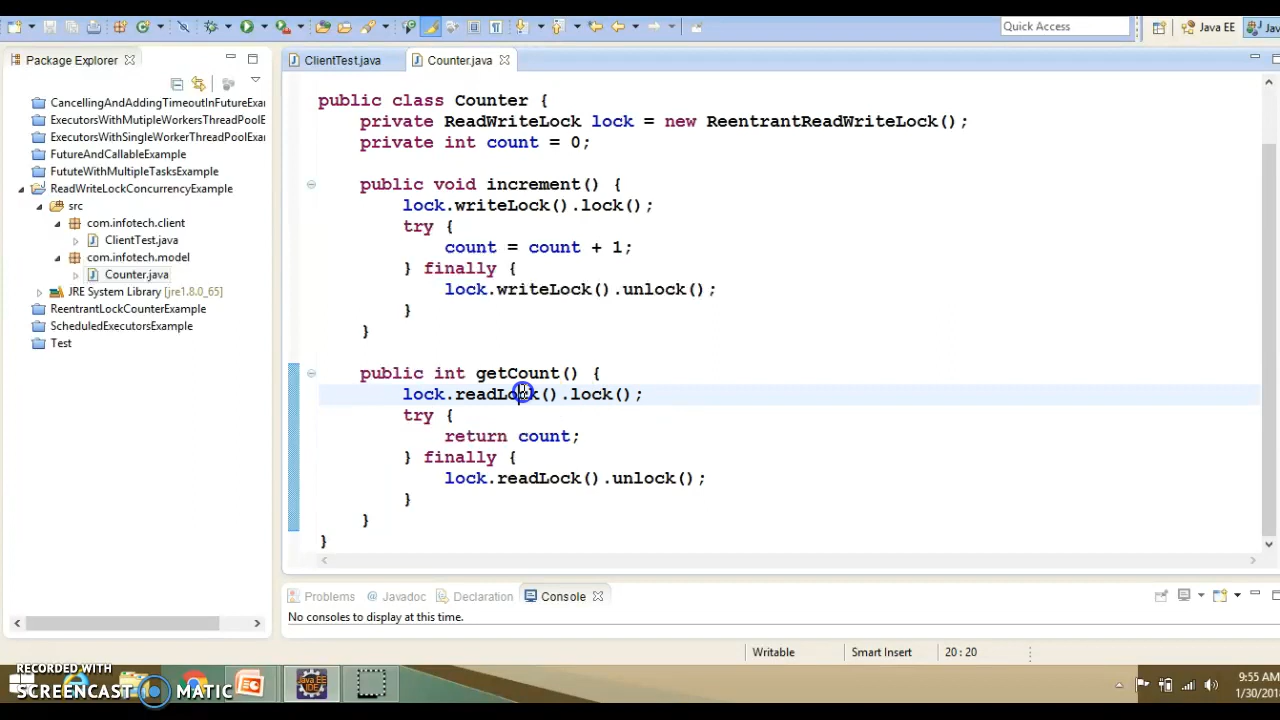 Quick Access
Java EE
Jav
Package Explorer
ClientTest.java
Counter.java
CancellingAndAddingTimeoutInFutureExar
ExecutorsWithMutipleWorkersThreadPoolE
ExecutorsWithSingleWorkerThreadPoolExa
FutureAndCallableExample
FututeWithMultipleTasksExample
ReadWriteLockConcurrencyExample
src
com.infotech.client
ClientTest.java
com.infotech.model
Counter.java
JRE System Library [jre1.8.0_65]
ReentrantLockCounterExample
ScheduledExecutorsExample
Test
public class Counter {
private ReadWriteLock lock = new ReentrantReadWriteLock();
private int count = 0;
public void increment() {
lock.writeLock().lock();
try {
count = count + 1;
} finally {
lock.writeLock().unlock();
}
}
public int getCount() {
lock.readLock().lock();
try {
return count;
} finally {
lock.readLock().unlock();
}
}
}
Problems
@ Javadoc
Declaration
Console
No consoles to display at this time.
Writable
Smart Insert
20 : 20
RECORDED WITH
SCREENCAST MATIC
Java EE
IDE
9:55 AM